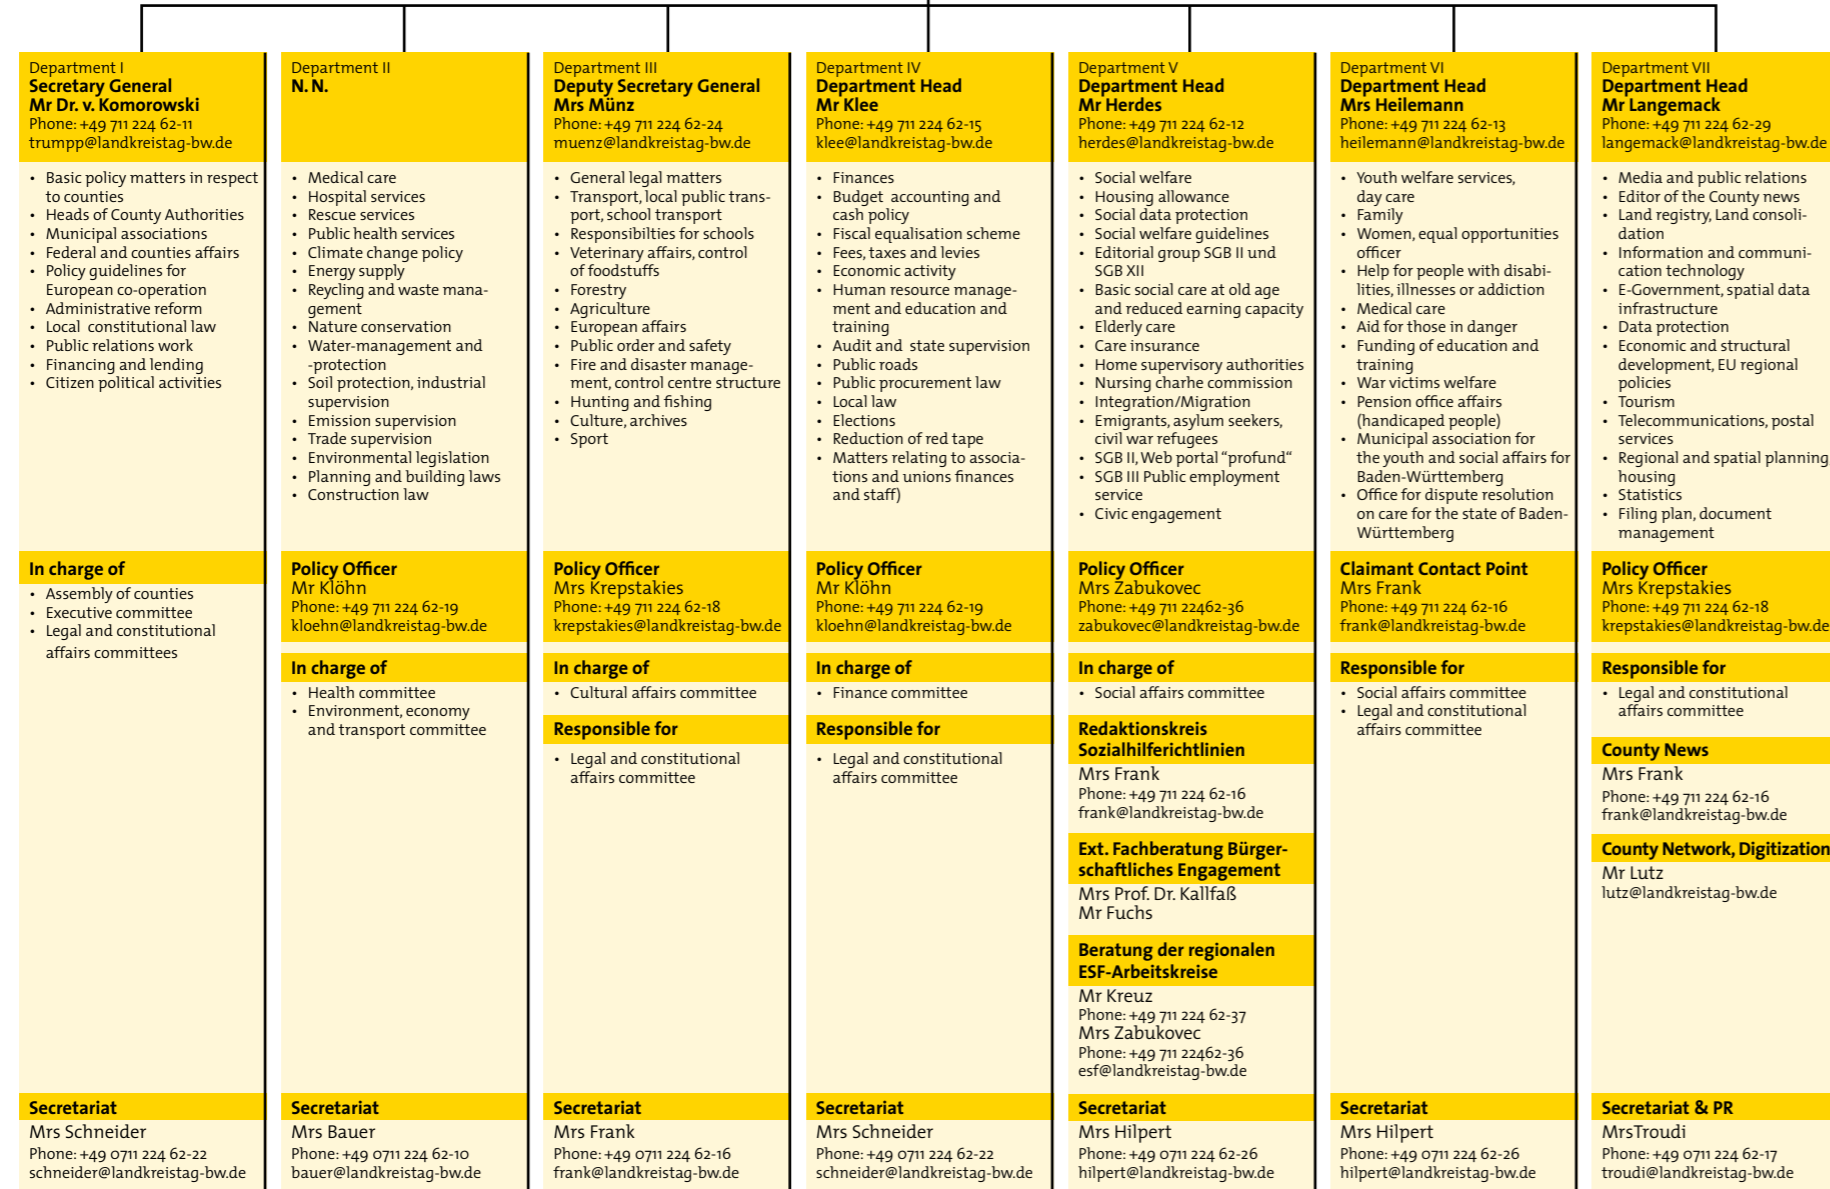 Department I
Secretary General
Mr Dr. v. Komorowski
Phone: +49 711 224 62-11
trumpp@landkreistag-bw.de
• Basic policy matters in respect
to counties
• Heads of County Authorities
• Municipal associations
• Federal and counties affairs
• Policy guidelines for
European co-operation
• Administrative reform
• Local constitutional law
• Public relations work
• Financing and lending
• Citizen political activities
In charge of
• Assembly of counties
• Executive committee
• Legal and constitutional
affairs committees
Secretariat
Mrs Schneider
Phone: +49 0711 224 62-22
schneider@landkreistag-bw.de
Department II
N. N.
• Medical care
• Hospital services
• Rescue services
• Public health services
• Climate change policy
• Energy supply
• Reycling and waste mana-
gement
• Nature conservation
• Water-management and
-protection
• Soil protection, industrial
supervision
• Emission supervision
• Trade supervision
• Environmental legislation
• Planning and building laws
• Construction law
Policy Officer
Mr Klöhn
Phone: +49 711 224 62-19
kloehn@landkreistag-bw.de
In charge of
• Health committee
• Environment, economy
and transport committee
Secretariat
Mrs Bauer
Phone: +49 0711 224 62-10
bauer@landkreistag-bw.de
Department III
Deputy Secretary General
Mrs Münz
Phone: +49 711 224 62-24
muenz@landkreistag-bw.de
• General legal matters
• Transport, local public trans-
port, school transport
• Responsibilties for schools
• Veterinary affairs, control
of foodstuffs
• Forestry
• Agriculture
• European affairs
• Public order and safety
• Fire and disaster manage-
ment, control centre structure
• Hunting and fishing
• Culture, archives
• Sport
Policy Officer
Mrs Krepstakies
Phone: +49 711 224 62-18
krepstakies@landkreistag-bw.de
In charge of
• Cultural affairs committee
Responsible for
• Legal and constitutional
affairs committee
Secretariat
Mrs Frank
Phone: +49 0711 224 62-16
frank@landkreistag-bw.de
Department IV
Department Head
Mr Klee
Phone: +49 711 224 62-15
klee@landkreistag-bw.de
• Finances
• Budget accounting and
cash policy
• Fiscal equalisation scheme
• Fees, taxes and levies
• Economic activity
• Human resource manage-
ment and education and
training
• Audit and state supervision
• Public roads
• Public procurement law
• Local law
• Elections
• Reduction of red tape
• Matters relating to associa-
tions and unions finances
and staff)
Policy Officer
Mr Klöhn
Phone: +49 711 224 62-19
kloehn@landkreistag-bw.de
In charge of
• Finance committee
Responsible for
• Legal and constitutional
affairs committee
Secretariat
Mrs Schneider
Phone: +49 0711 224 62-22
schneider@landkreistag-bw.de
Department V
Department Head
Mr Herdes
Phone: +49 711 224 62-12
herdes@landkreistag-bw.de
• Social welfare
• Housing allowance
• Social data protection
• Social welfare guidelines
• Editorial group SGB II und
SGB XII
• Basic social care at old age
and reduced earning capacity
• Elderly care
• Care insurance
• Home supervisory authorities
• Nursing charhe commission
• Integration/Migration
• Emigrants, asylum seekers,
civil war refugees
• SGB II, Web portal “profund“
• SGB III Public employment
service
• Civic engagement
Policy Officer
Mrs Zabukovec
Phone: +49 711 22462-36
zabukovec@landkreistag-bw.de
In charge of
• Social affairs committee
Redaktionskreis
Sozialhilferichtlinien
Mrs Frank
Phone: +49 711 224 62-16
frank@landkreistag-bw.de
Ext. Fachberatung Bürger-
schaftliches Engagement
Mrs Prof. Dr. Kallfaß
Mr Fuchs
Beratung der regionalen
ESF-Arbeitskreise
Mr Kreuz
Phone: +49 711 224 62-37
Mrs Zabukovec
Phone: +49 711 22462-36
esf@landkreistag-bw.de
Secretariat
Mrs Hilpert
Phone: +49 0711 224 62-26
hilpert@landkreistag-bw.de
Department VI
Department Head
Mrs Heilemann
Phone: +49 711 224 62-13
heilemann@landkreistag-bw.de
• Youth welfare services,
day care
• Family
• Women, equal opportunities
officer
• Help for people with disabi-
lities, illnesses or addiction
• Medical care
• Aid for those in danger
• Funding of education and
training
• War victims welfare
• Pension office affairs
(handicaped people)
• Municipal association for
the youth and social affairs for
Baden-Württemberg
• Office for dispute resolution
on care for the state of Baden-
Württemberg
Claimant Contact Point
Mrs Frank
Phone: +49 711 224 62-16
frank@landkreistag-bw.de
Responsible for
• Social affairs committee
• Legal and constitutional
affairs committee
Secretariat
Mrs Hilpert
Phone: +49 0711 224 62-26
hilpert@landkreistag-bw.de
Department VII
Department Head
Mr Langemack
Phone: +49 711 224 62-29
langemack@landkreistag-bw.de
• Media and public relations
• Editor of the County news
• Land registry, Land consoli-
dation
• Information and communi-
cation technology
• E-Government, spatial data
infrastructure
• Data protection
• Economic and structural
development, EU regional
policies
• Tourism
• Telecommunications, postal
services
• Regional and spatial planning,
housing
• Statistics
• Filing plan, document
management
Policy Officer
Mrs Krepstakies
Phone: +49 711 224 62-18
krepstakies@landkreistag-bw.de
Responsible for
• Legal and constitutional
affairs committee
County News
Mrs Frank
Phone: +49 711 224 62-16
frank@landkreistag-bw.de
County Network, Digitization
Mr Lutz
lutz@landkreistag-bw.de
Secretariat & PR
MrsTroudi
Phone: +49 0711 224 62-17
troudi@landkreistag-bw.de